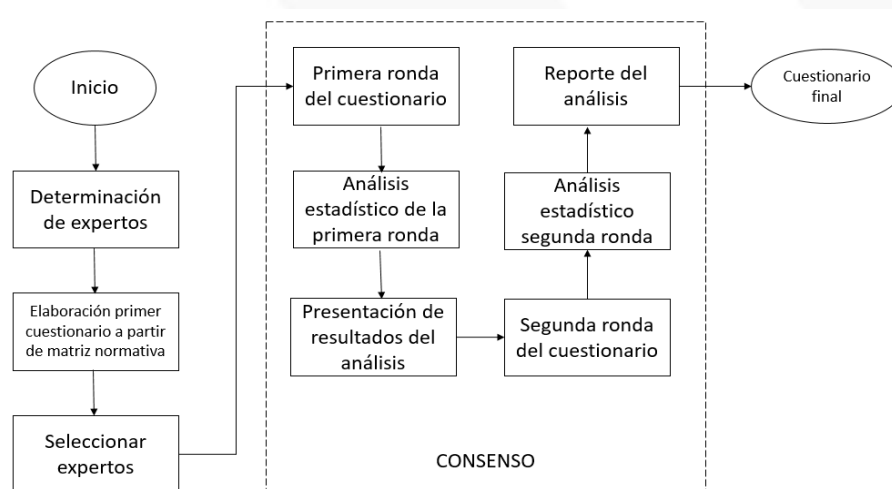 Inicio
Determinación
de expertos
Elaboración primer
cuestionario a partir
de matriz normativa
Seleccionar
expertos
Primera ronda
del cuestionario
Análisis
estadístico de la
primera ronda
Presentación de
resultados del
análisis
Segunda ronda
del cuestionario
Análisis
estadístico
segunda ronda
Reporte del
análisis
CONSENSO
Cuestionario
final